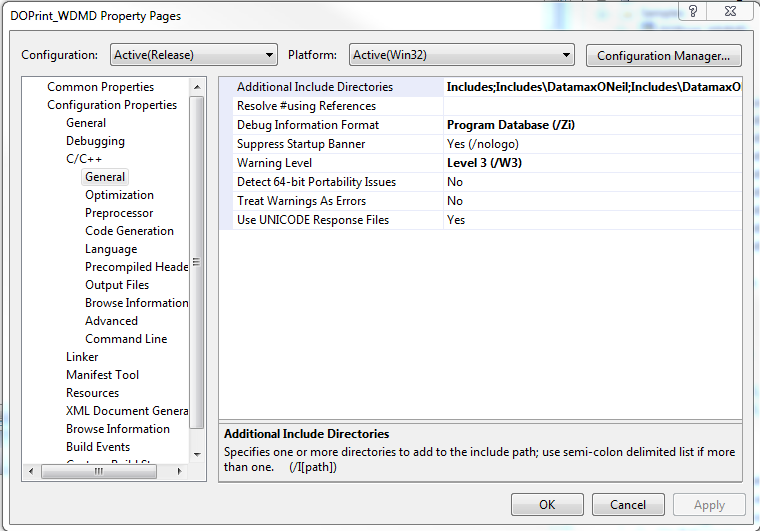 DOPrint_WDMD Property Pages
Configuration: Active(Release) Platform: Active(Win32) Configuration Manager...
Common Properties
Configuration Properties
General
Debugging
C/C++
General
Optimization
Preprocessor
Code Generation
Language
Precompiled Heade
Output Files
Browse Information
Advanced
Command Line
Linker
Manifest Tool
Resources
XML Document Genera
Browse Information
Build Events
Additional Include Directories Includes;Includes\DatamaxONeil;Includes\DatamaxO
Resolve #using References
Debug Information Format Program Database (/Zi)
Suppress Startup Banner Yes (/nologo)
Warning Level Level 3 (/W3)
Detect 64-bit Portability Issues No
Treat Warnings As Errors No
Use UNICODE Response Files Yes
Additional Include Directories
Specifies one or more directories to add to the include path; use semi-colon delimited list if more
than one. (/I[path])
OK Cancel Apply